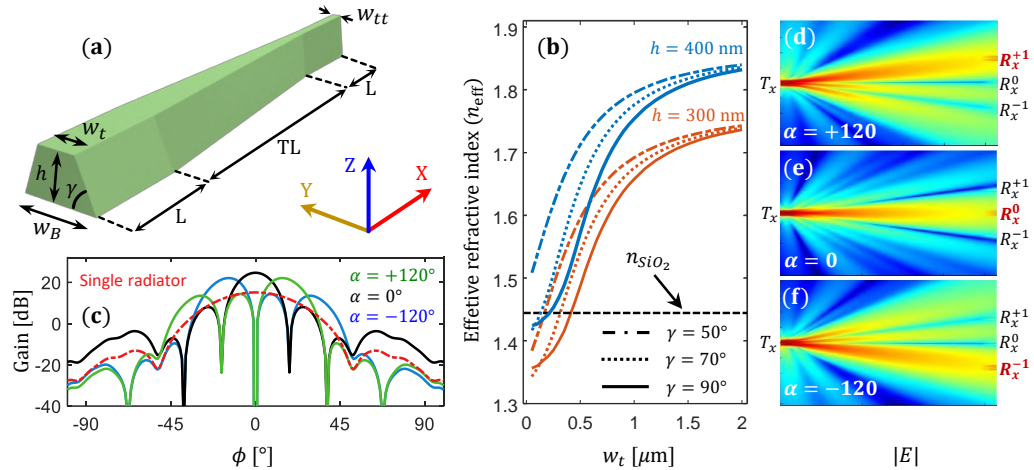 (a)
w_tt
L
TL
L
w_t
h
γ
w_B
Z
X
Y
(c)
Single radiator
α = +120°
α = 0°
α = −120°
Gain [dB]
20
0
-20
-40
-90
-45
0
45
90
ϕ [°]
(b)
h = 400 nm
h = 300 nm
n_SiO₂
γ = 50°
γ = 70°
γ = 90°
Effetive refractive index (n_eff)
1.9
1.8
1.7
1.6
1.5
1.4
1.3
0
0.5
1
1.5
2
w_t [μm]
(d)
T_x
R_x^+1
R_x^0
R_x^−1
α = +120
(e)
T_x
R_x^+1
R_x^0
R_x^−1
α = 0
(f)
T_x
R_x^+1
R_x^0
R_x^−1
α = −120
|E|